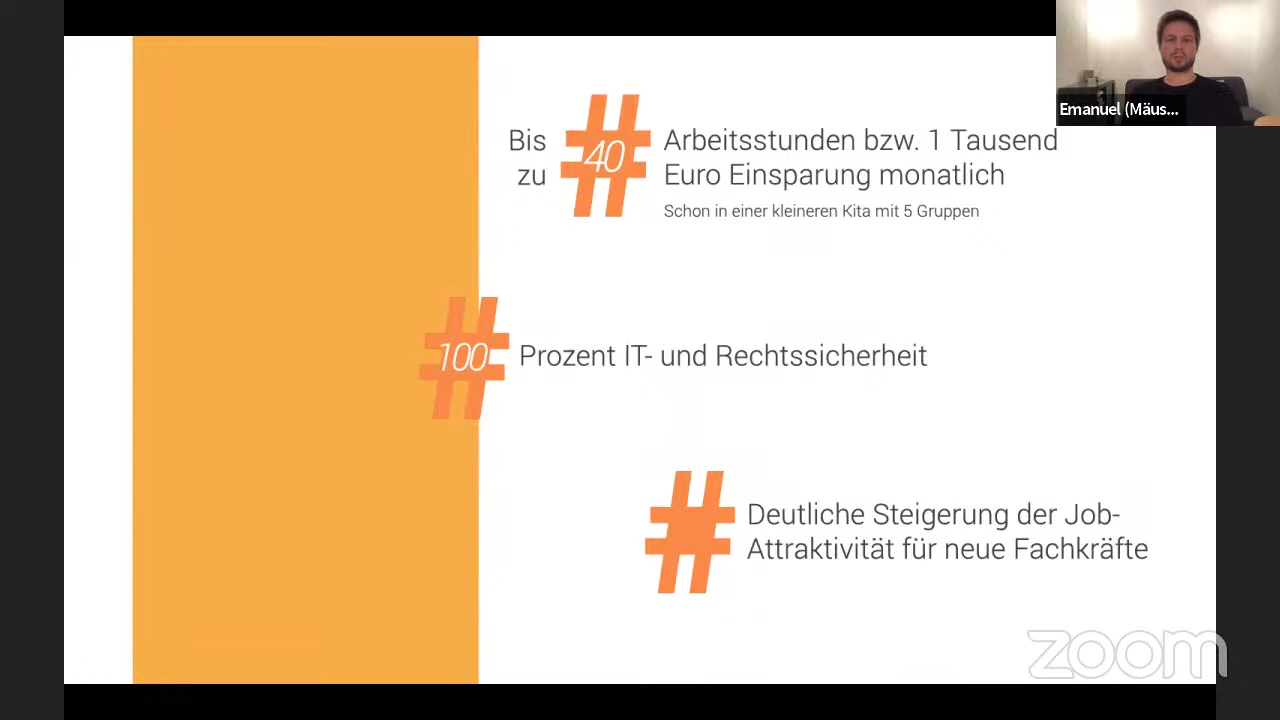 Emanuel (Mäus...
Bis
zu
40
Arbeitsstunden bzw. 1 Tausend
Euro Einsparung monatlich
Schon in einer kleineren Kita mit 5 Gruppen
100
Prozent IT- und Rechtssicherheit
Deutliche Steigerung der Job-
Attraktivität für neue Fachkräfte
zoom